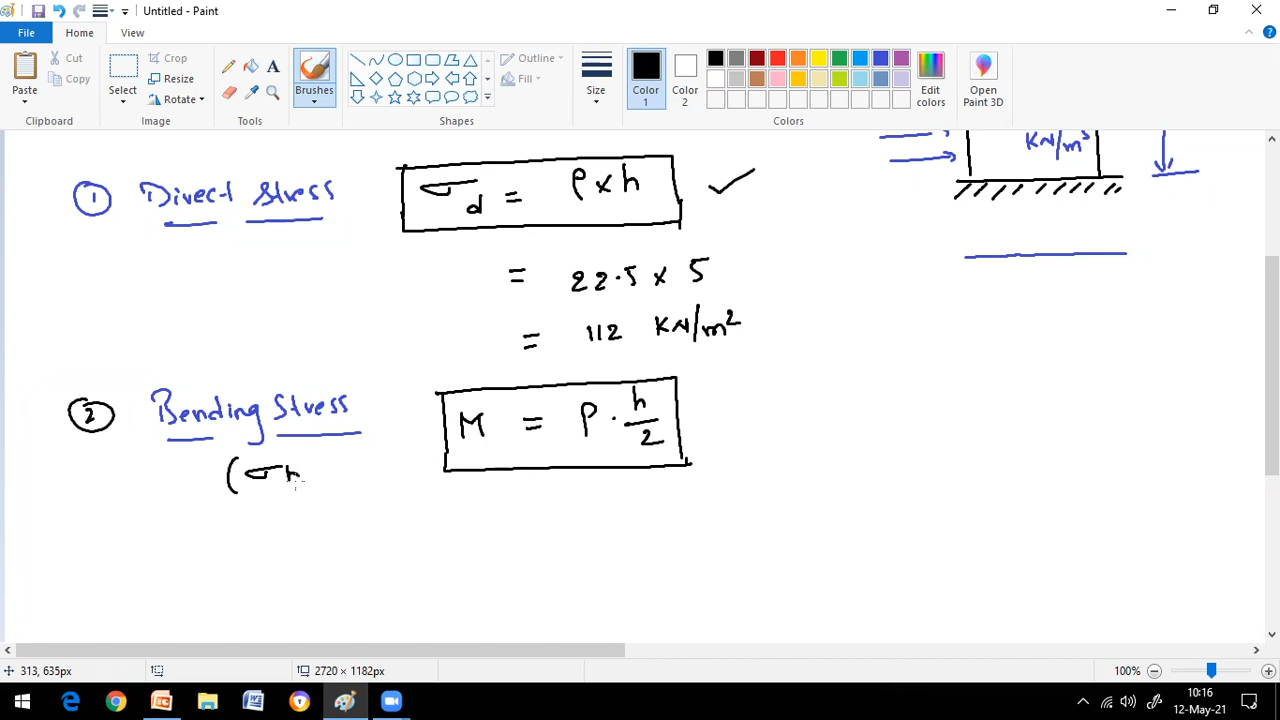 Untitled - Paint
File
Home
View
Paste
Cut
Copy
Clipboard
Select
Crop
Resize
Rotate
Image
Tools
Brushes
Shapes
Outline
Fill
Size
Color 1
Color 2
Colors
Edit colors
Open Paint 3D
KN/m³
① Direct Stress
σd = ρ × h
= 22.5 × 5
= 112 KN/m²
② Bending Stress
M = P · h/2
(σ
313, 635px
2720 × 1182px
100%
10:16
12-May-21